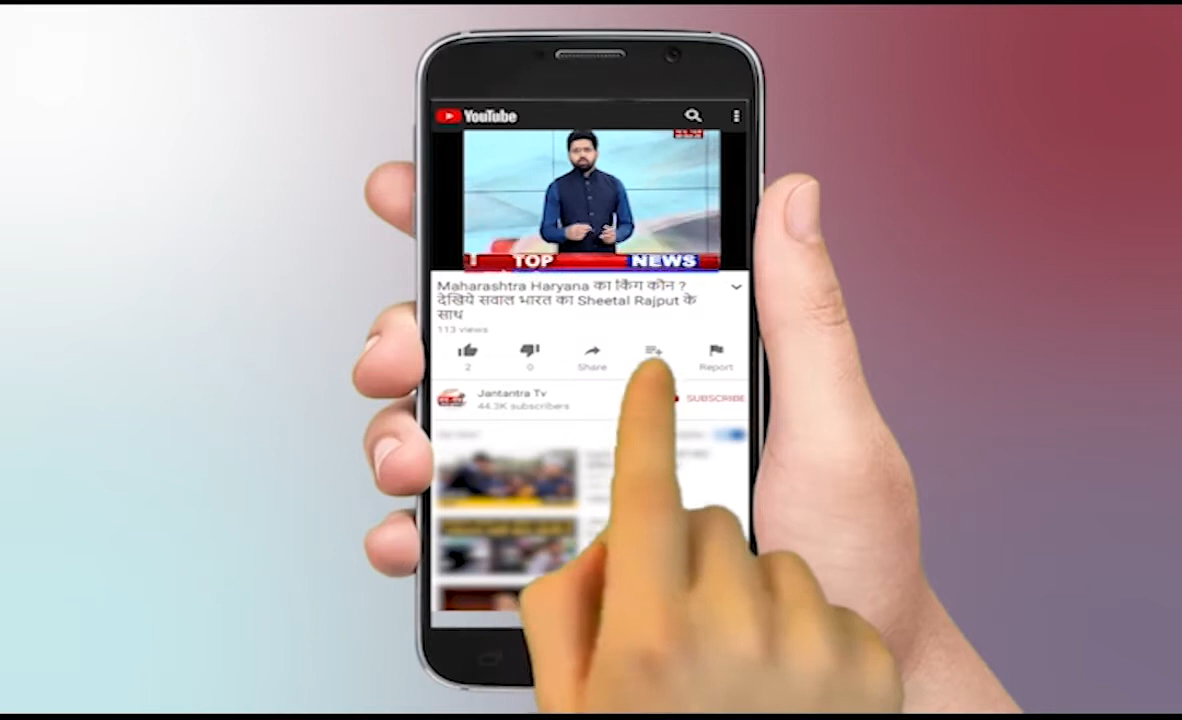 YouTube
TOP NEWS
Maharashtra Haryana का किंग कौन ?
देखिये सवाल भारत का Sheetal Rajput के
साथ
113 views
2 0 Share Report
Jantantra Tv
SUBSCRIBE
44.3K subscribers